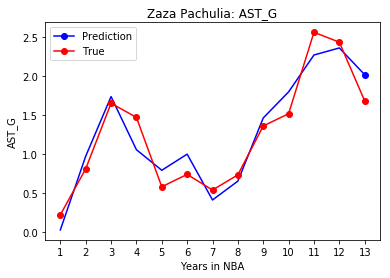 Zaza Pachulia: AST_G
Prediction
True
AST_G
2.5
2.0
1.5
1.0
0.5
0.0
1 2 3 4 5 6 7 8 9 10 11 12 13
Years in NBA